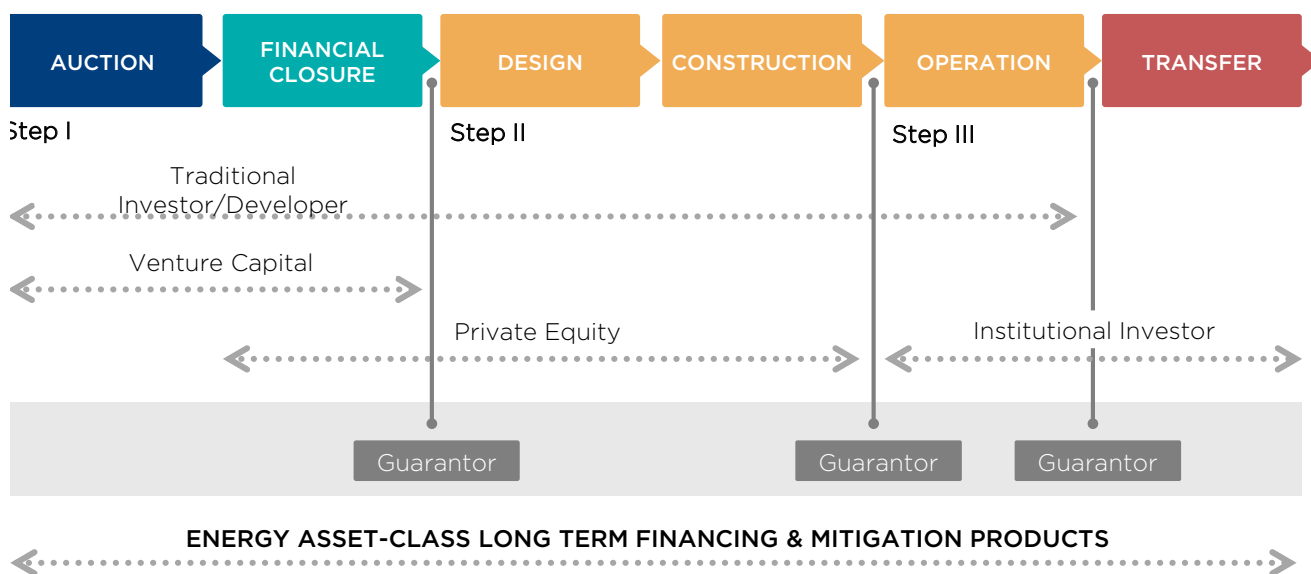 AUCTION
FINANCIAL
CLOSURE
DESIGN
CONSTRUCTION
OPERATION
TRANSFER
Step I
Step II
Step III
Traditional
Investor/Developer
Venture Capital
Private Equity
Institutional Investor
Guarantor
Guarantor
Guarantor
ENERGY ASSET-CLASS LONG TERM FINANCING & MITIGATION PRODUCTS